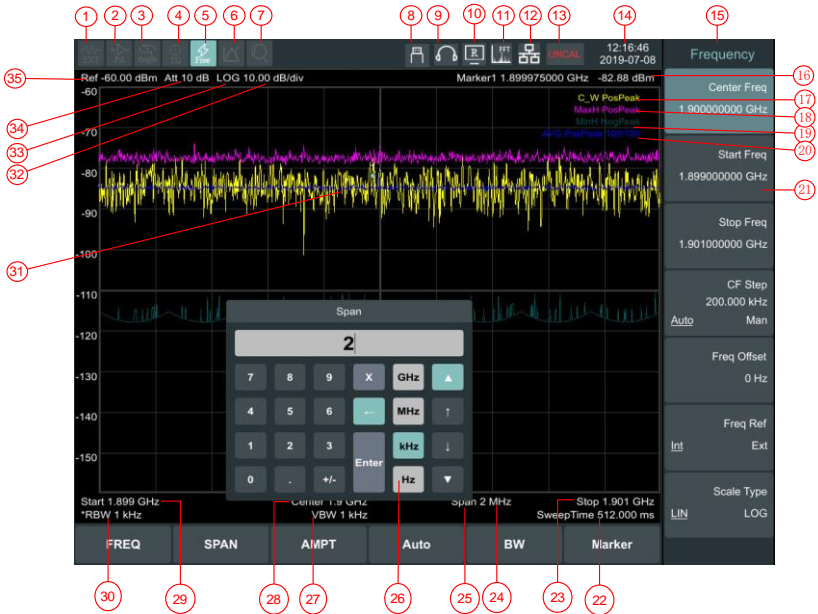 1 2 3 4 5 6 7 8 9 10 11 12 13 14 15
EXT PA Single TG Free R FFT UNCAL 12:16:46
2019-07-08
Frequency
35 Ref -60.00 dBm Att 10 dB LOG 10.00 dB/div Marker1 1.899975000 GHz -82.88 dBm 16
C_W PosPeak 17
MaxH PosPeak 18
MinH NegPeak 19
AVG PosPeak 100/100 20
34
33
32
31
-60
-70
-80
-90
-100
-110
-120
-130
-140
-150
Center Freq
1.900000000 GHz
Start Freq
1.899000000 GHz 21
Stop Freq
1.901000000 GHz
CF Step
200.000 kHz
Auto Man
Freq Offset
0 Hz
Freq Ref
Int Ext
Scale Type
LIN LOG
Span
2
7 8 9 X GHz ▲
4 5 6 ← MHz ↑
1 2 3 Enter kHz ↓
0 . +/- Hz ▼
Start 1.899 GHz Center 1.9 GHz Span 2 MHz Stop 1.901 GHz
*RBW 1 kHz VBW 1 kHz SweepTime 512.000 ms
FREQ SPAN AMPT Auto BW Marker
30 29 28 27 26 25 24 23 22